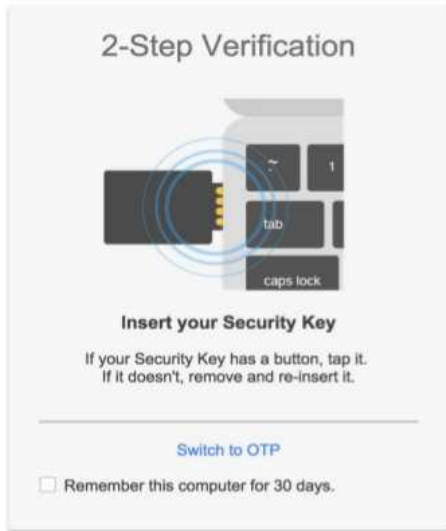 2-Step Verification
~
1
tab
caps lock
Insert your Security Key
If your Security Key has a button, tap it.
If it doesn't, remove and re-insert it.
Switch to OTP
Remember this computer for 30 days.